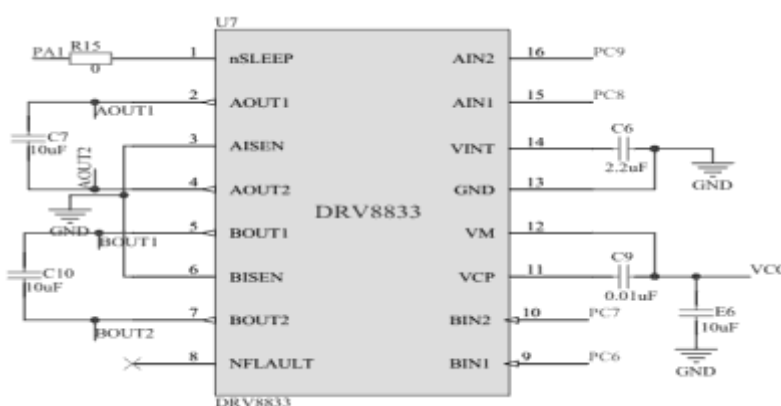 U7
PA1 R15 1 nSLEEP AIN2 16 PC9
0
2 AOUT1 AIN1 15 PC8
AOUT1
C7
10uF
3 AISEN VINT 14 C6
2.2uF
AOUT2
4 AOUT2 GND 13 GND
GND
DRV8833
5 BOUT1 VM 12
BOUT1
C10
10uF
6 BISEN VCP 11 C9 VCC
0.01uF
7 BOUT2 BIN2 10 PC7 E6
10uF
BOUT2
8 NFLAULT BIN1 9 PC6 GND
DRV8833